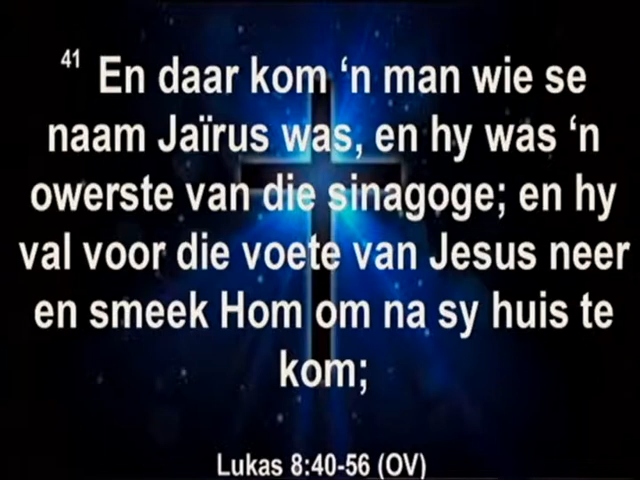 41 En daar kom ‘n man wie se
naam Jaïrus was, en hy was ‘n
owerste van die sinagoge; en hy
val voor die voete van Jesus neer
en smeek Hom om na sy huis te
kom;
Lukas 8:40-56 (OV)